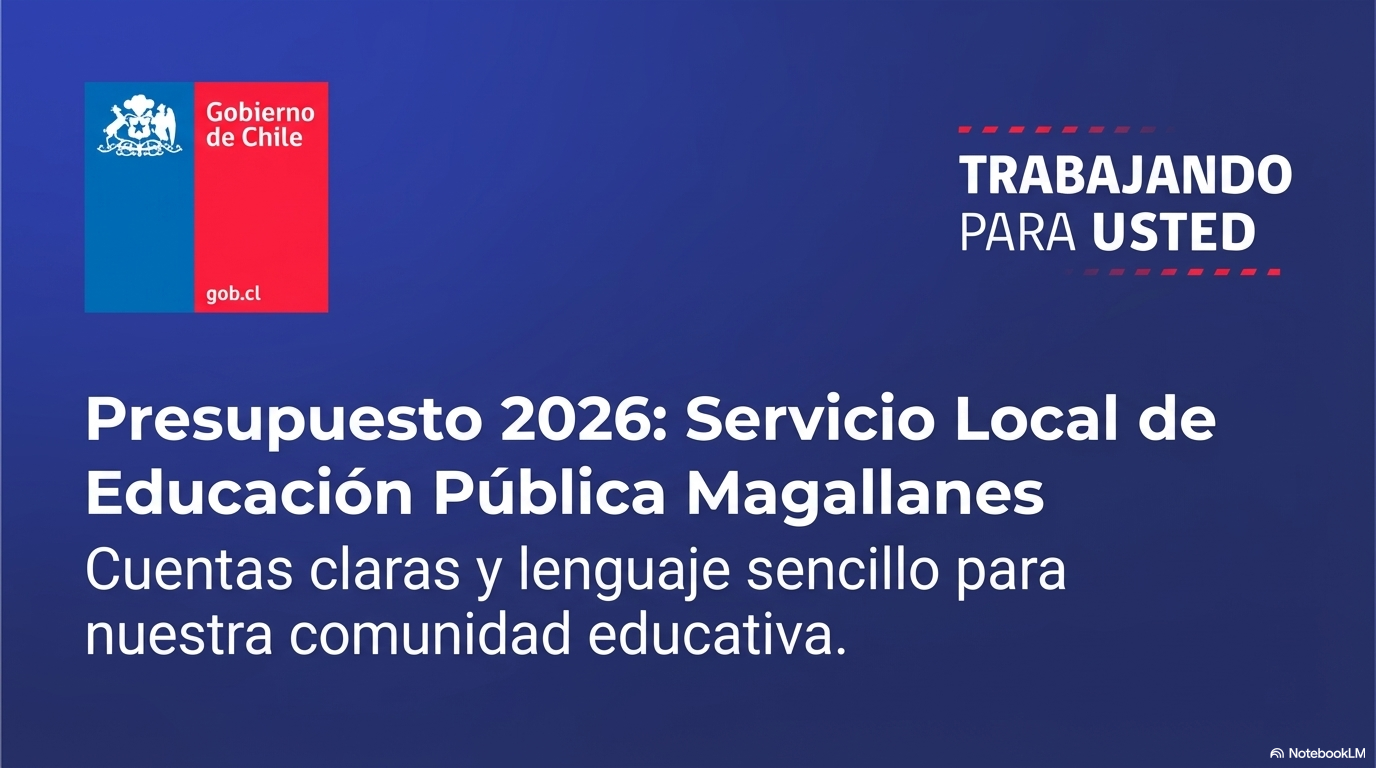 Gobierno
de Chile
gob.cl
TRABAJANDO
PARA USTED
Presupuesto 2026: Servicio Local de
Educación Pública Magallanes
Cuentas claras y lenguaje sencillo para
nuestra comunidad educativa.
NotebookLM